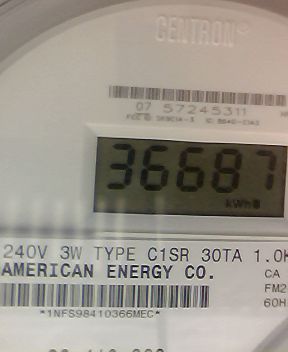 CENTRON®
07 57245311
36687
kWh
240V 3W TYPE C1SR 30TA 1.0K
AMERICAN ENERGY CO.
CA
FM2
60H
*1NFS98410366MEC*